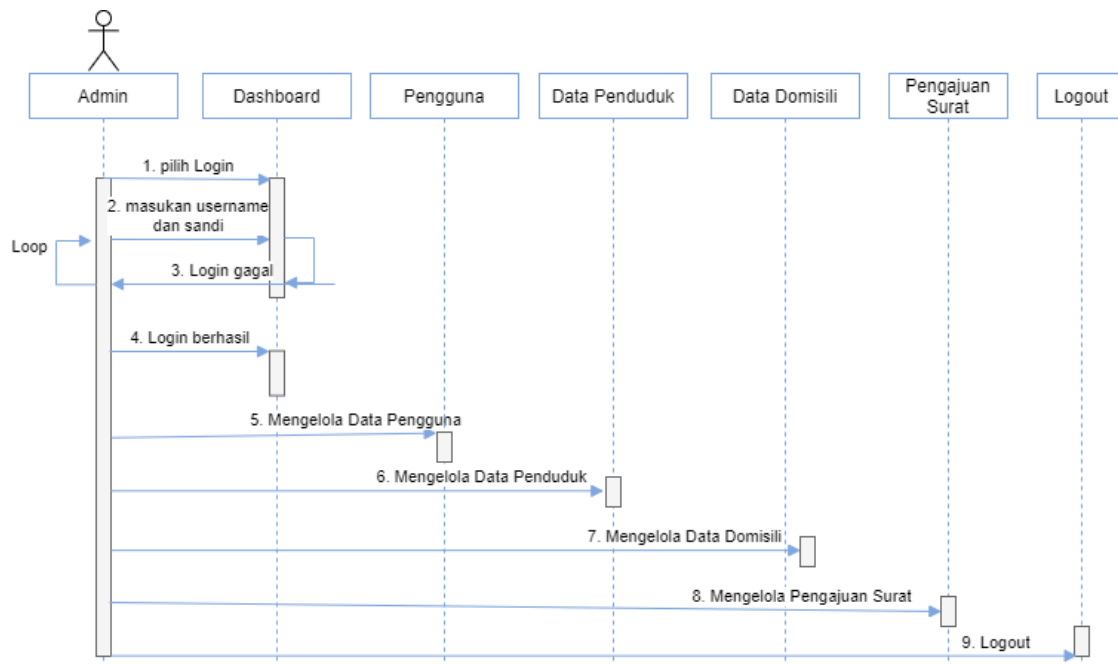 Admin
Dashboard
Pengguna
Data Penduduk
Data Domisili
Pengajuan
Surat
Logout
1. pilih Login
2. masukan username
dan sandi
Loop
3. Login gagal
4. Login berhasil
5. Mengelola Data Pengguna
6. Mengelola Data Penduduk
7. Mengelola Data Domisili
8. Mengelola Pengajuan Surat
9. Logout